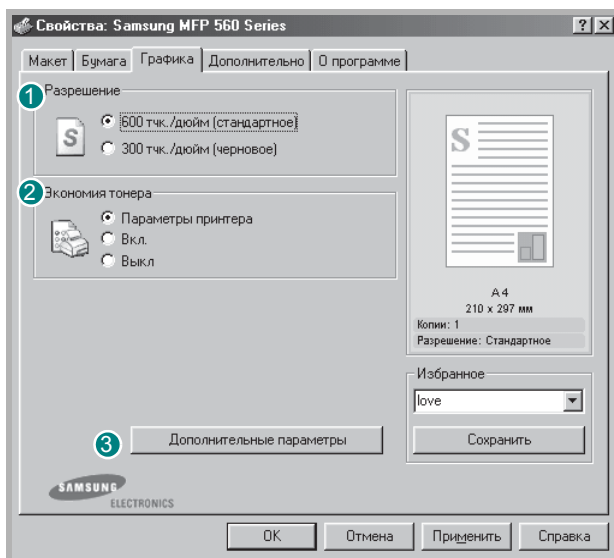 Свойства: Samsung MFP 560 Series
Макет Бумага Графика Дополнительно О программе
1 Разрешение
S
600 тчк./дюйм (стандартное)
300 тчк./дюйм (черновое)
2 Экономия тонера
Параметры принтера
Вкл.
Выкл
S
A4
210 x 297 мм
Копии: 1
Разрешение: Стандартное
Избранное
love
3 Дополнительные параметры
Сохранить
SAMSUNG
ELECTRONICS
OK Отмена Применить Справка